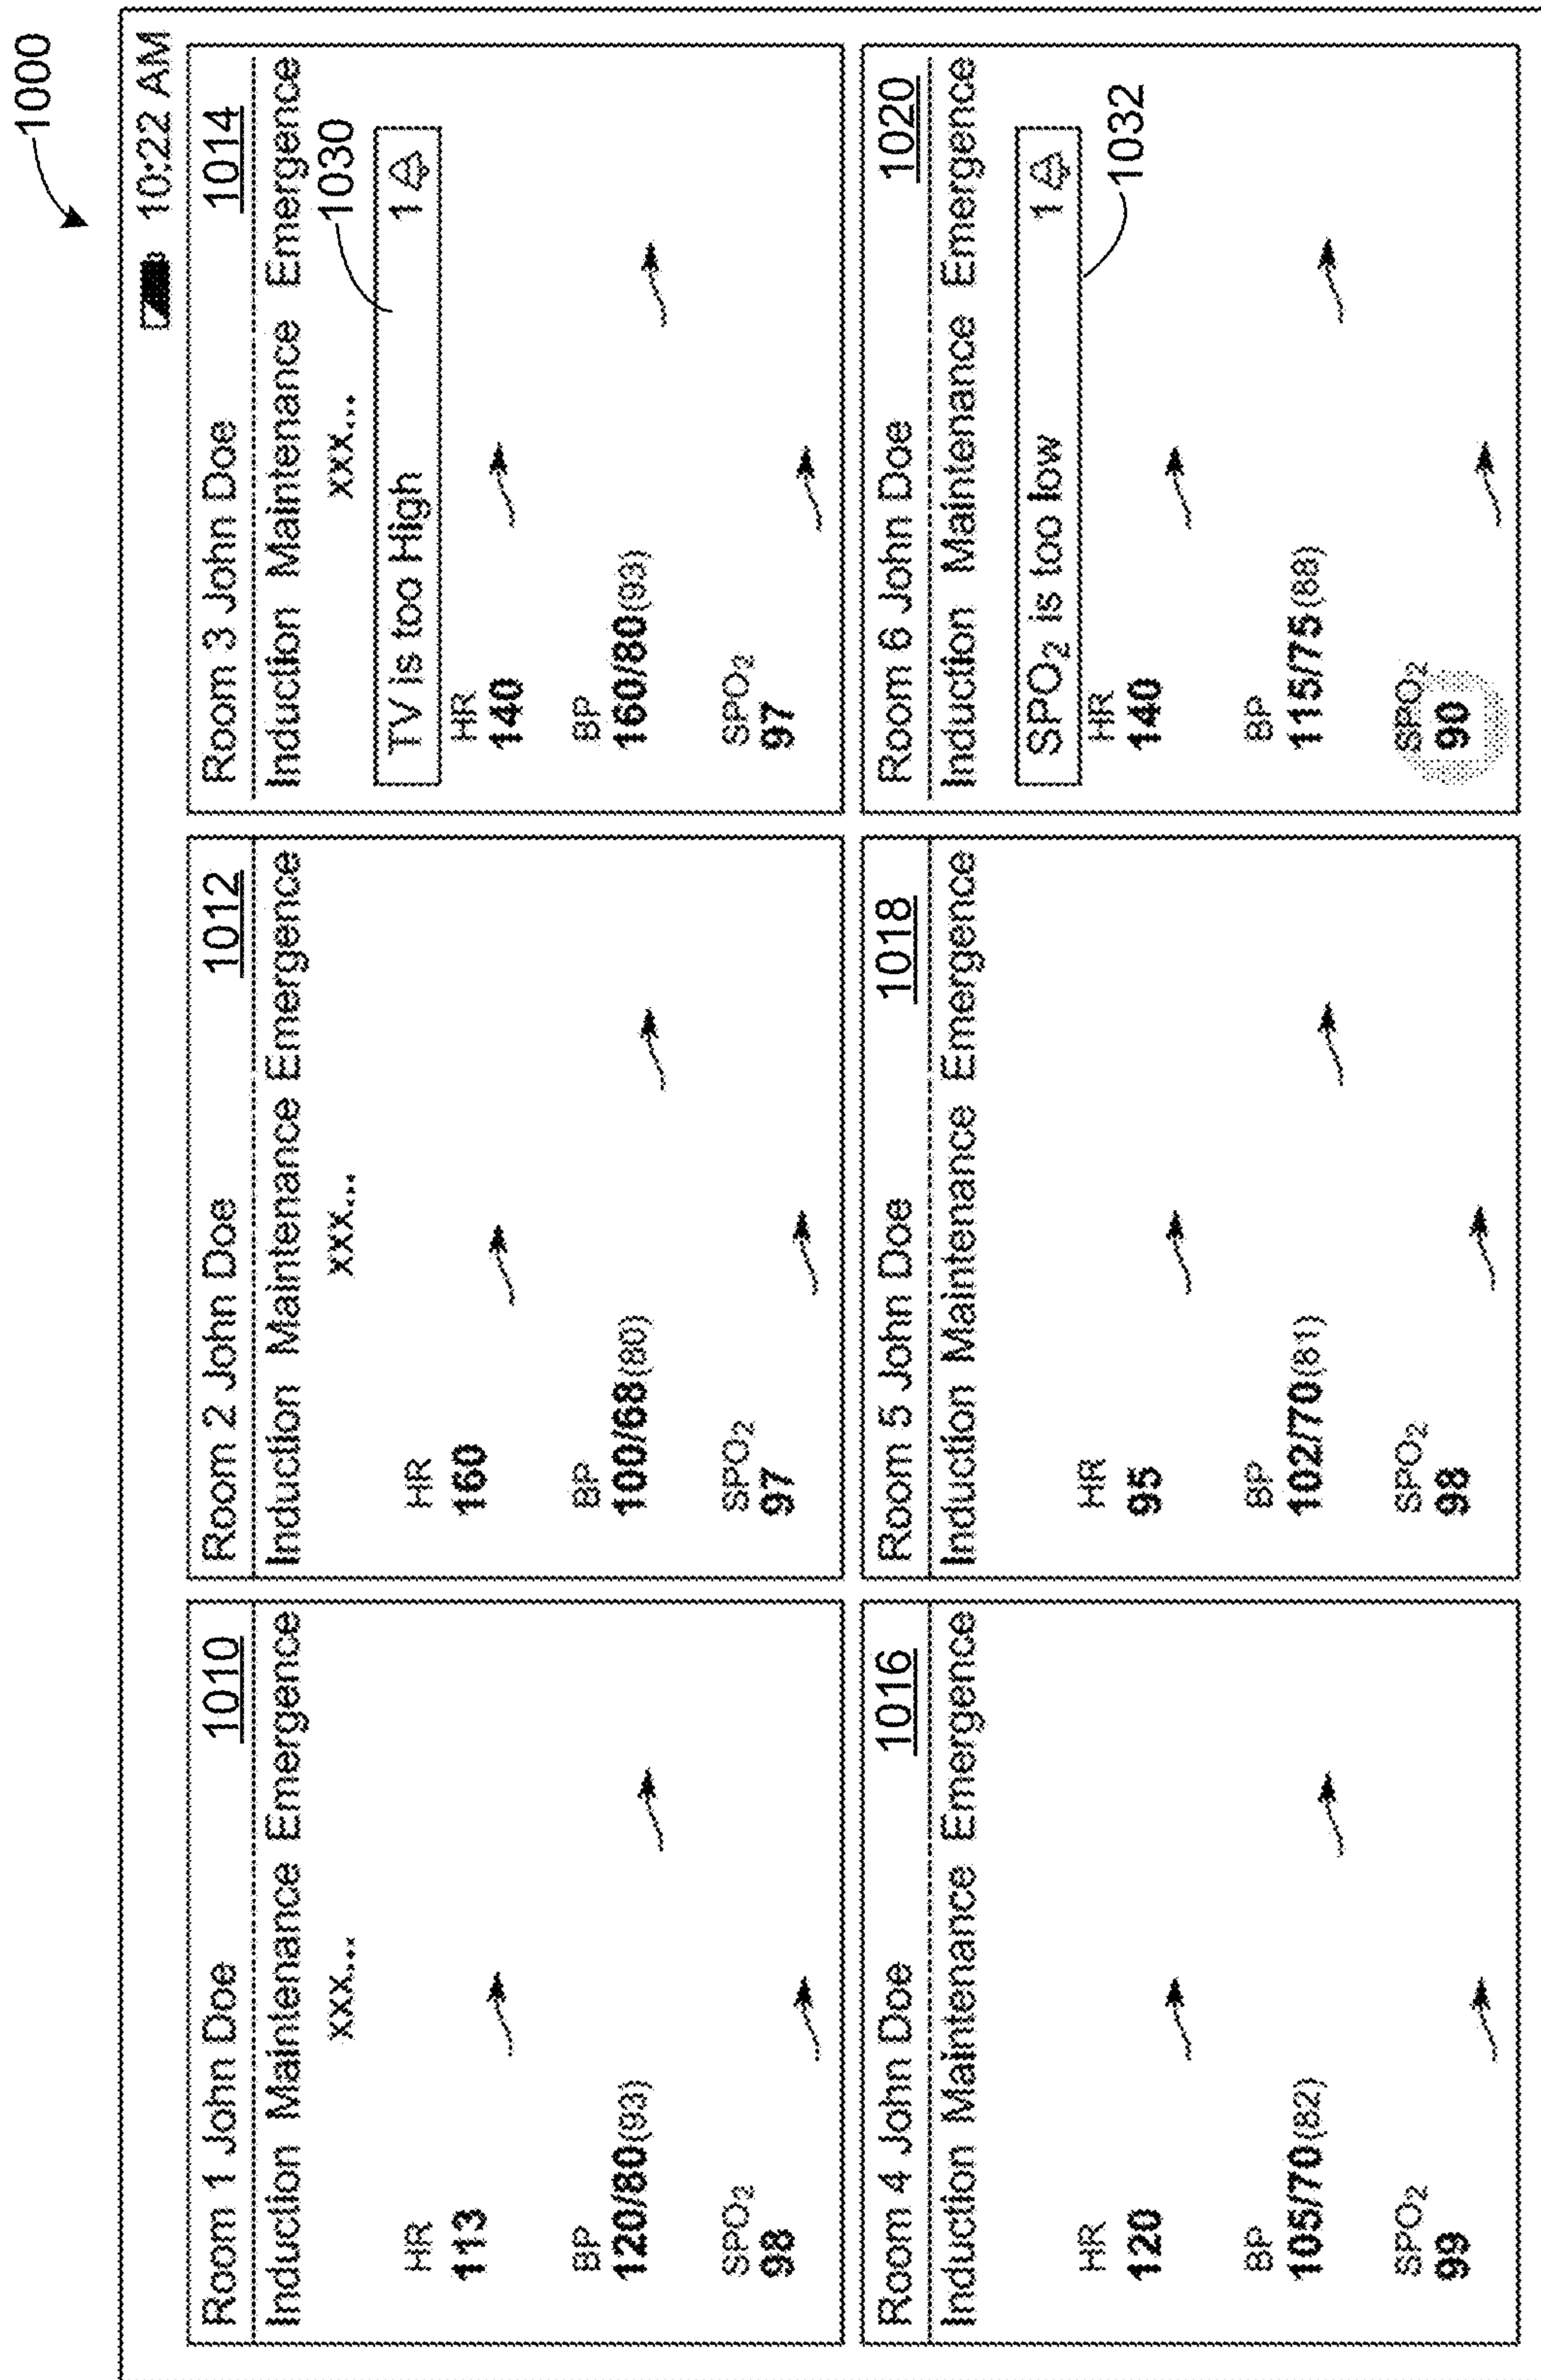 1000
10:22 AM
Room 1 John Doe 1010
Induction Maintenance Emergence
xxx...
HR
113
BP
120/80(93)
SPO₂
98
Room 2 John Doe 1012
Induction Maintenance Emergence
xxx...
HR
160
BP
100/68(80)
SPO₂
97
Room 3 John Doe 1014
Induction Maintenance Emergence
xxx... 1030
TV is too High 1
HR
140
BP
160/80(93)
SPO₂
97
Room 4 John Doe 1016
Induction Maintenance Emergence
HR
120
BP
105/70(82)
SPO₂
99
Room 5 John Doe 1018
Induction Maintenance Emergence
HR
95
BP
102/70(81)
SPO₂
98
Room 6 John Doe 1020
Induction Maintenance Emergence
SPO₂ is too low 1
1032
HR
140
BP
115/75(88)
SPO₂
90